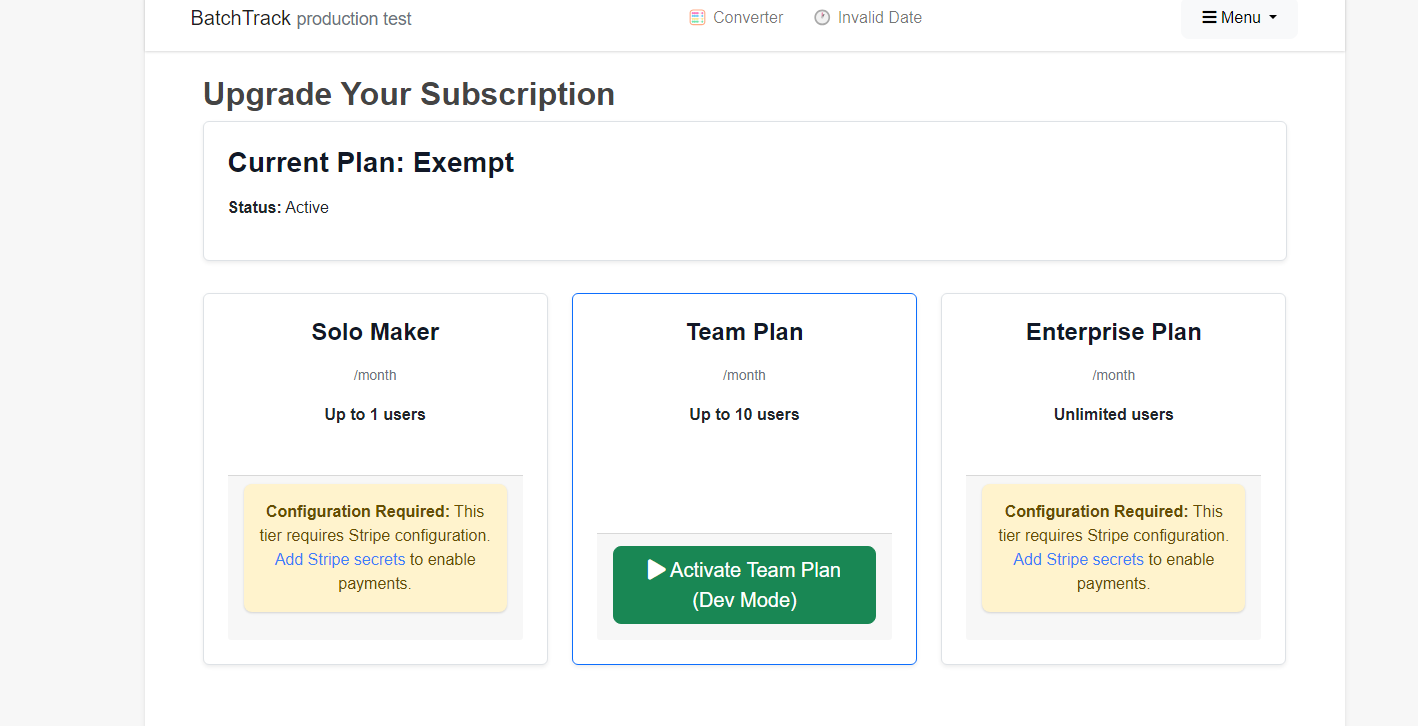 BatchTrack production test
Converter
Invalid Date
Menu
Upgrade Your Subscription
Current Plan: Exempt
Status: Active
Solo Maker
/month
Up to 1 users
Configuration Required: This
tier requires Stripe configuration.
Add Stripe secrets to enable
payments.
Team Plan
/month
Up to 10 users
Activate Team Plan
(Dev Mode)
Enterprise Plan
/month
Unlimited users
Configuration Required: This
tier requires Stripe configuration.
Add Stripe secrets to enable
payments.